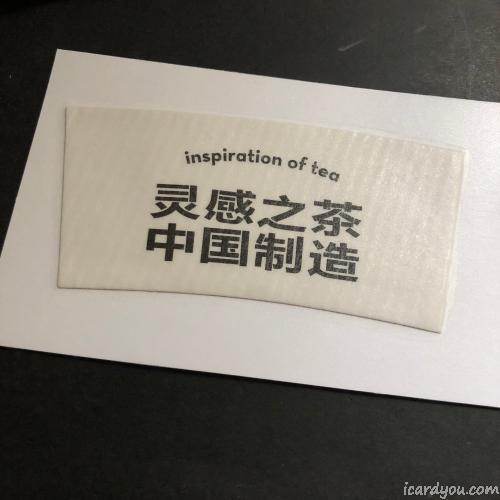 inspiration of tea
灵感之茶
中国制造
icardyou.com